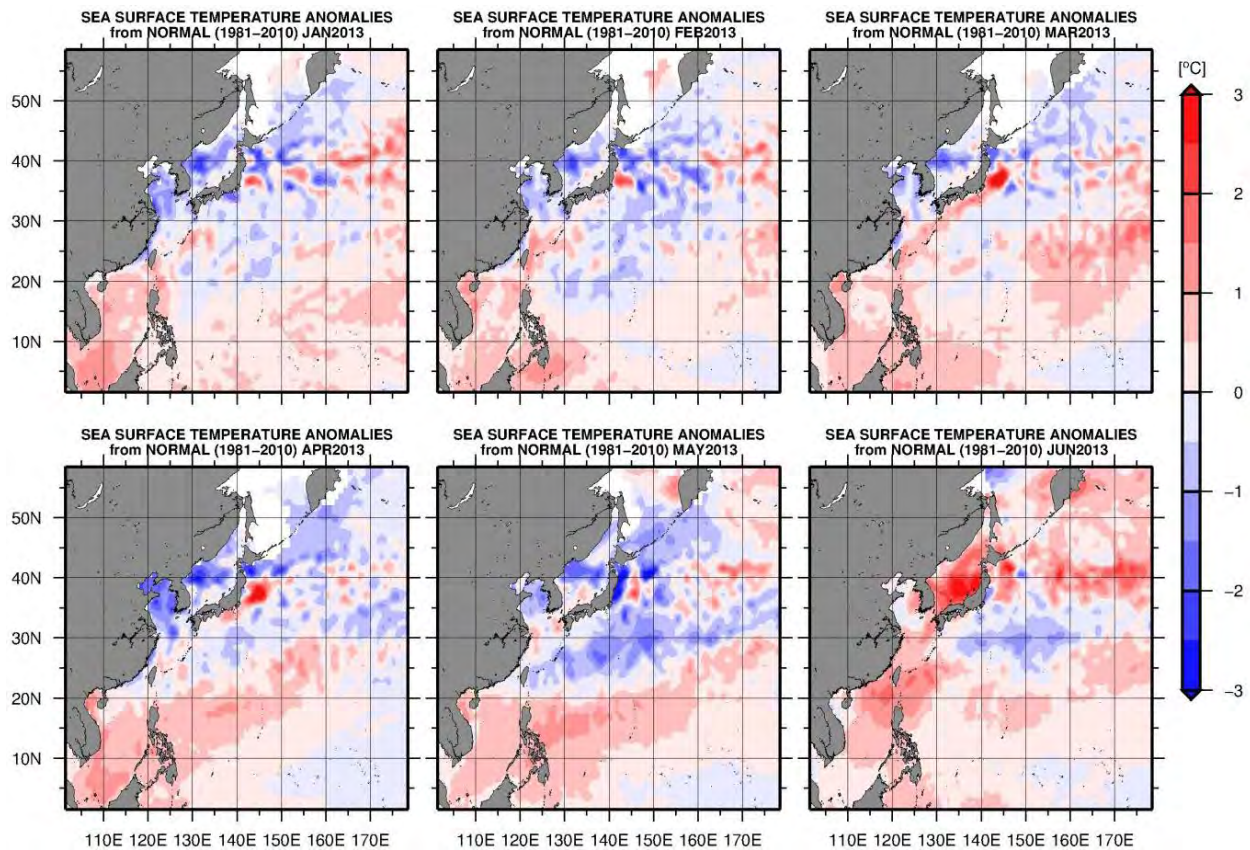 SEA SURFACE TEMPERATURE ANOMALIES
from NORMAL (1981–2010) JAN2013
SEA SURFACE TEMPERATURE ANOMALIES
from NORMAL (1981–2010) FEB2013
SEA SURFACE TEMPERATURE ANOMALIES
from NORMAL (1981–2010) MAR2013
50N
40N
30N
20N
10N
[°C]
3
2
1
0
−1
−2
−3
SEA SURFACE TEMPERATURE ANOMALIES
from NORMAL (1981–2010) APR2013
SEA SURFACE TEMPERATURE ANOMALIES
from NORMAL (1981–2010) MAY2013
SEA SURFACE TEMPERATURE ANOMALIES
from NORMAL (1981–2010) JUN2013
50N
40N
30N
20N
10N
110E 120E 130E 140E 150E 160E 170E
110E 120E 130E 140E 150E 160E 170E
110E 120E 130E 140E 150E 160E 170E